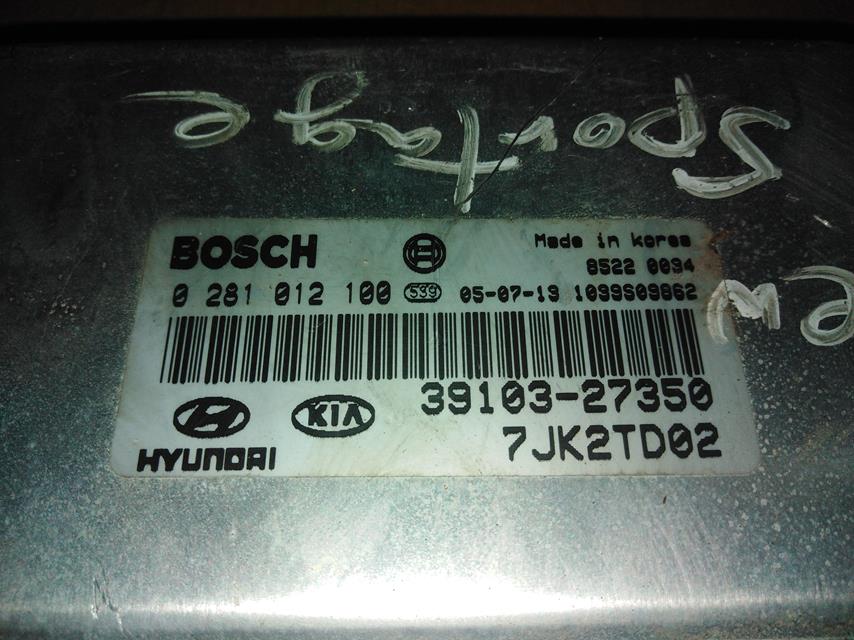 Sportage
BOSCH Made in korea
8522 0094
0 281 012 100 539 05-07-13 1099S09862
39103-27350
KIA
HYUNDAI 7JK2TD02